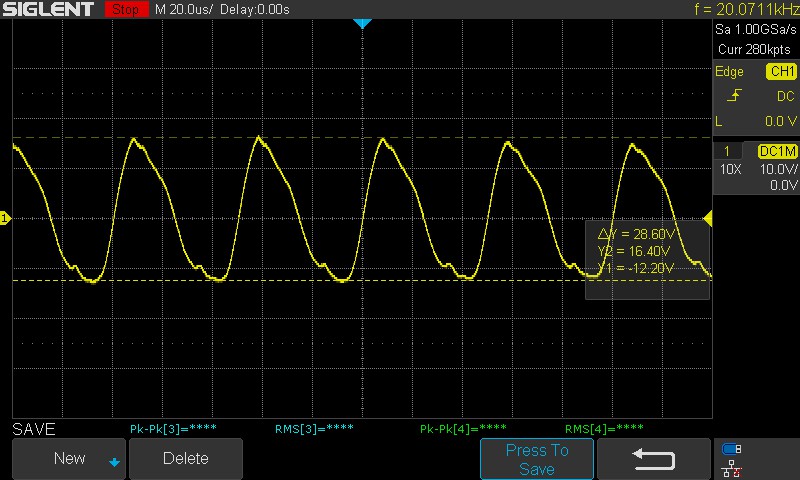 SIGLENT Stop M 20.0us/ Delay:0.00s f = 20.0711kHz
Sa 1.00GSa/s
Curr 280kpts
Edge CH1
DC
L 0.0 V
1 DC1M
10X 10.0V/
0.0V
1
△Y = 28.60V
Y2 = 16.40V
Y1 = -12.20V
SAVE Pk-Pk[3]=**** RMS[3]=**** Pk-Pk[4]=**** RMS[4]=****
New Delete Press To
Save